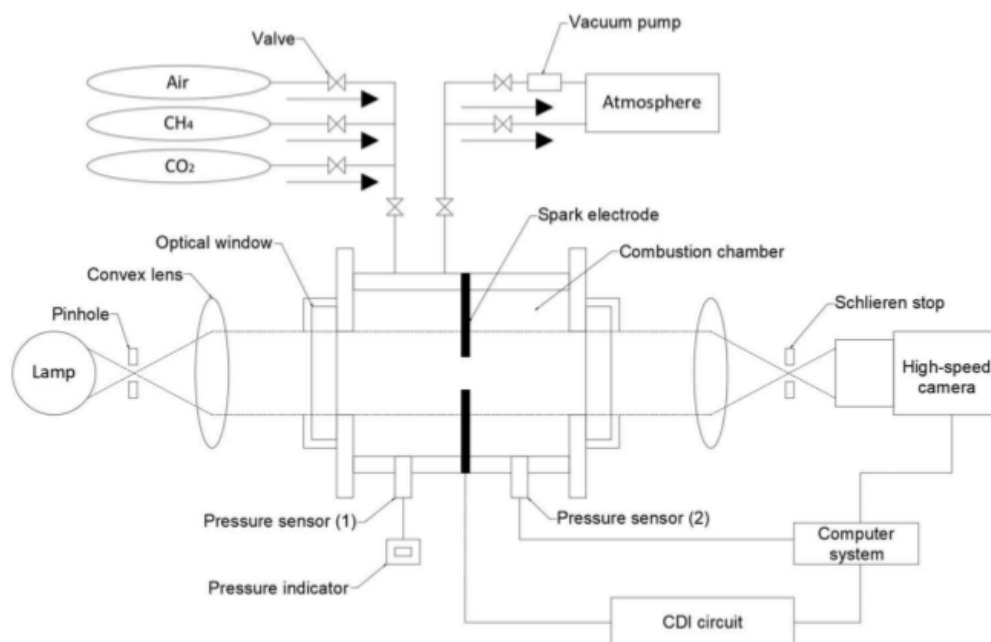 Vacuum pump
Valve
Air
CH₄
CO₂
Atmosphere
Spark electrode
Optical window
Combustion chamber
Convex lens
Pinhole
Schlieren stop
Lamp
High-speed
camera
Pressure sensor (1)
Pressure sensor (2)
Computer
system
Pressure indicator
CDI circuit